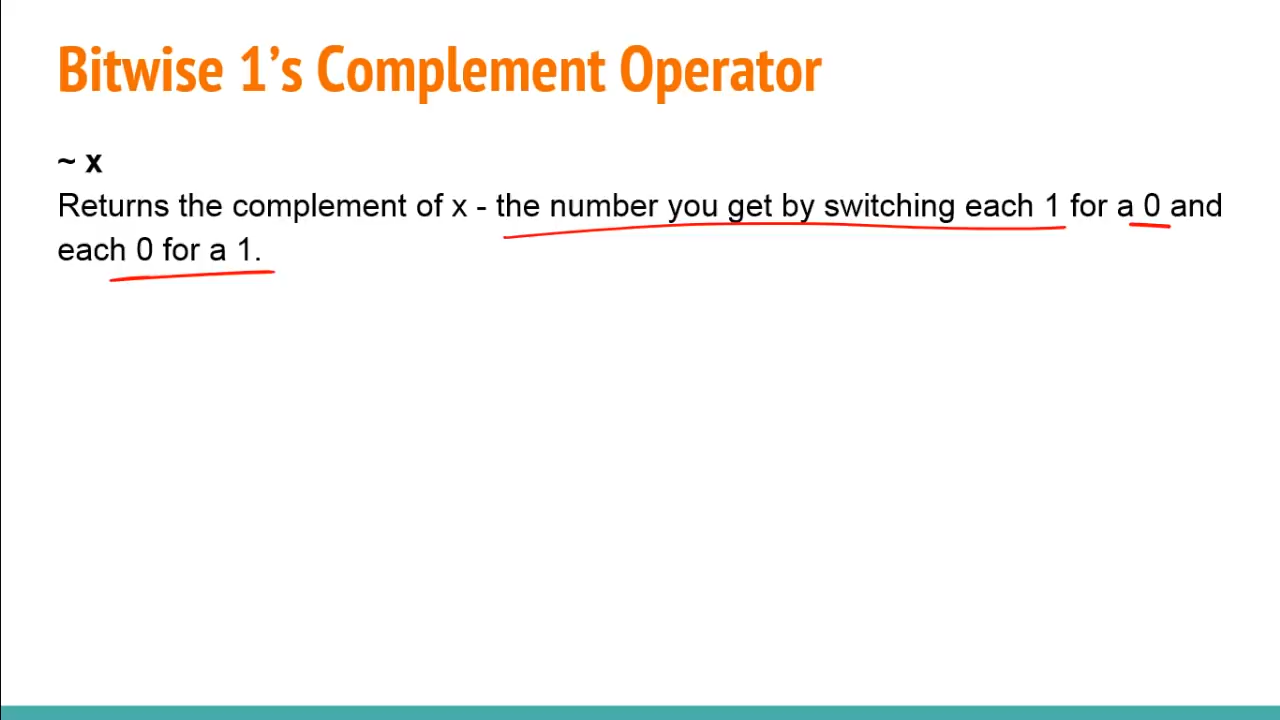 Bitwise 1’s Complement Operator
~ x
Returns the complement of x - the number you get by switching each 1 for a 0 and
each 0 for a 1.